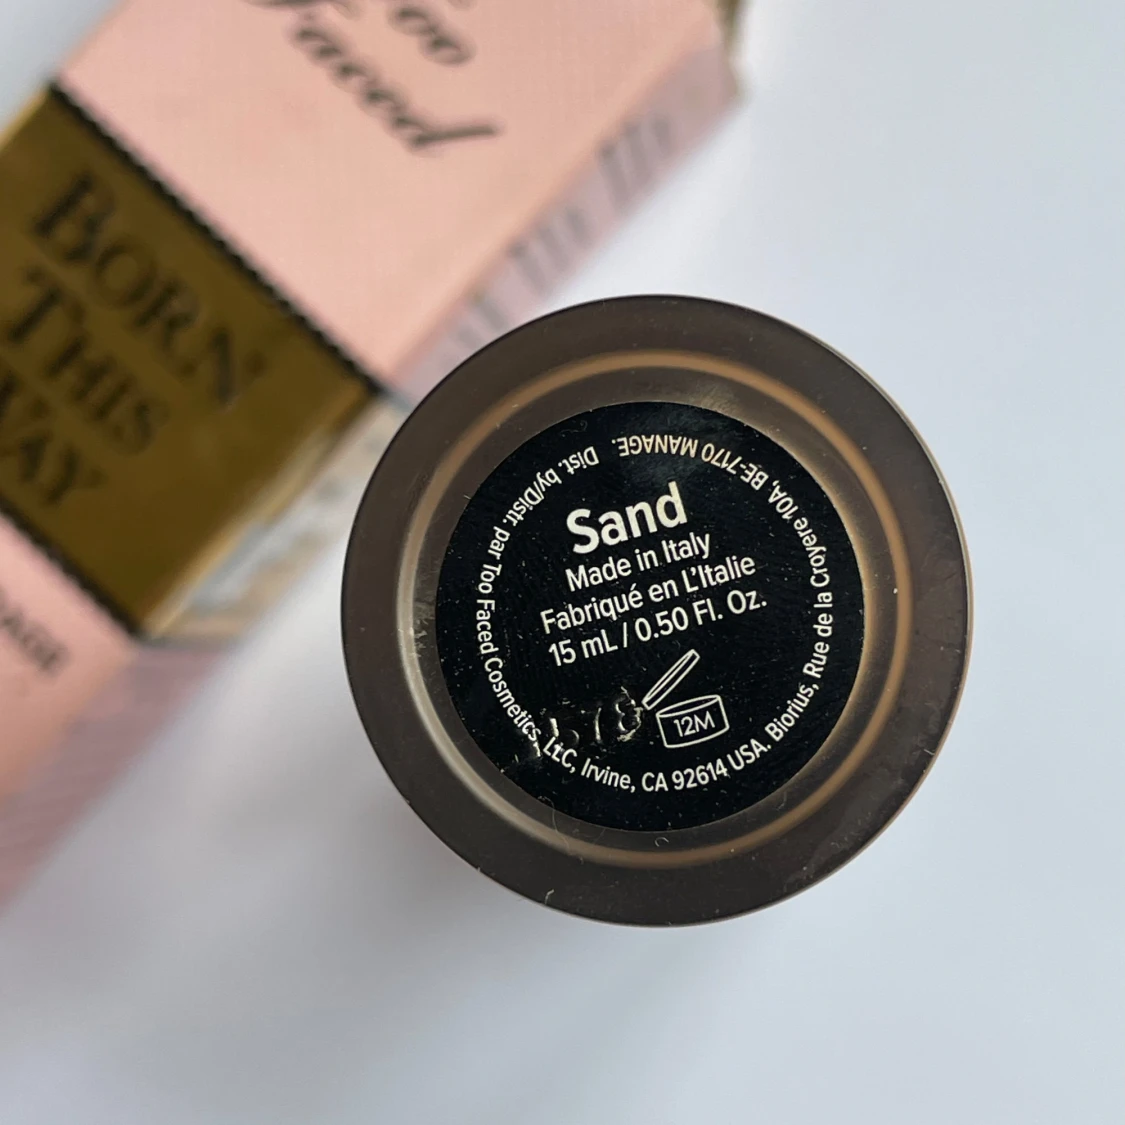 Too
Faced
BORN
THIS
WAY
Sand
Made in Italy
Fabriqué en L'Italie
15 mL / 0.50 Fl. Oz.
12M
Dist. by/Distr. par Too Faced Cosmetics, LLC, Irvine, CA 92614 USA. Biorius, Rue de la Croyere 10A, BE-7170 MANAGE.